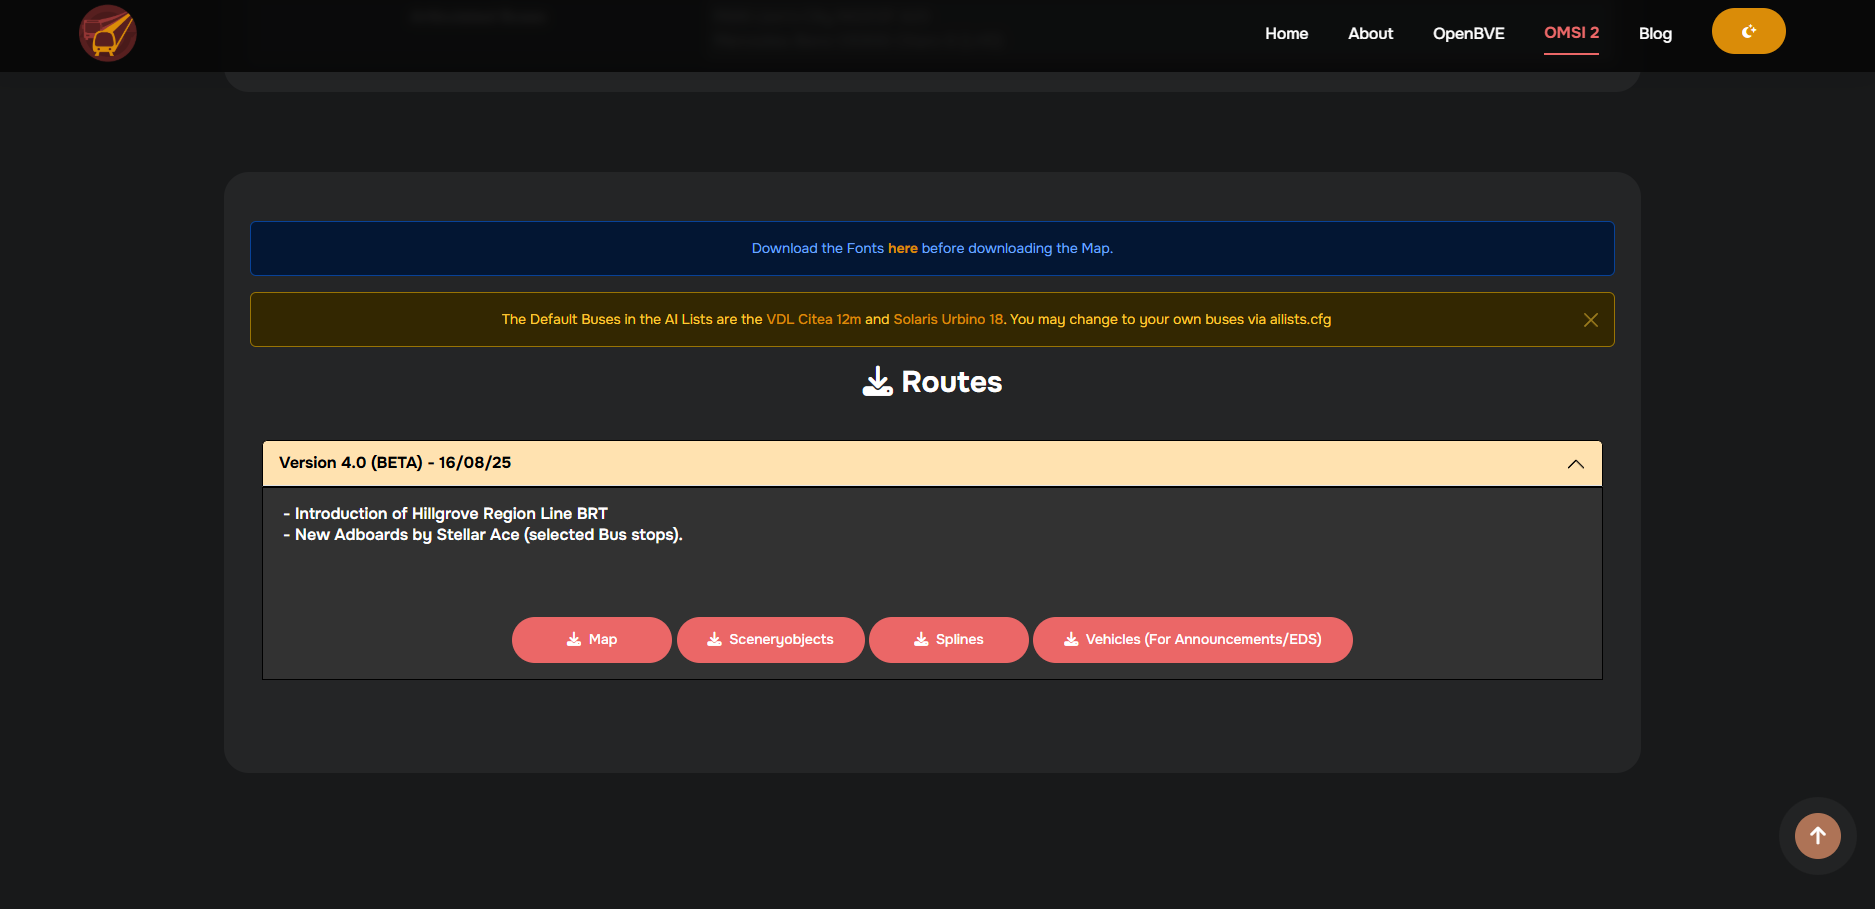 Home About OpenBVE OMSI 2 Blog
Download the Fonts here before downloading the Map.
The Default Buses in the AI Lists are the VDL Citea 12m and Solaris Urbino 18. You may change to your own buses via ailists.cfg
Routes
Version 4.0 (BETA) - 16/08/25
- Introduction of Hillgrove Region Line BRT
- New Adboards by Stellar Ace (selected Bus stops).
Map Sceneryobjects Splines Vehicles (For Announcements/EDS)